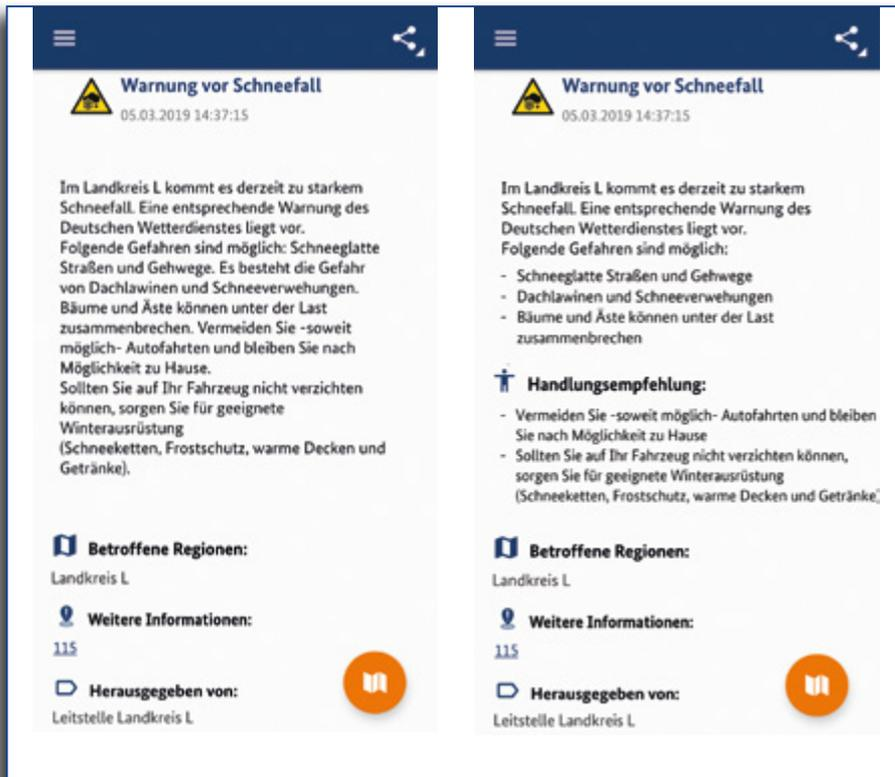 Warnung vor Schneefall
05.03.2019 14:37:15
Im Landkreis L kommt es derzeit zu starkem
Schneefall. Eine entsprechende Warnung des
Deutschen Wetterdienstes liegt vor.
Folgende Gefahren sind möglich: Schneeglatte
Straßen und Gehwege. Es besteht die Gefahr
von Dachlawinen und Schneeverwehungen.
Bäume und Äste können unter der Last
zusammenbrechen. Vermeiden Sie -soweit
möglich- Autofahrten und bleiben Sie nach
Möglichkeit zu Hause.
Sollten Sie auf Ihr Fahrzeug nicht verzichten
können, sorgen Sie für geeignete
Winterausrüstung
(Schneeketten, Frostschutz, warme Decken und
Getränke).
Betroffene Regionen:
Landkreis L
Weitere Informationen:
115
Herausgegeben von:
Leitstelle Landkreis L
Warnung vor Schneefall
05.03.2019 14:37:15
Im Landkreis L kommt es derzeit zu starkem
Schneefall. Eine entsprechende Warnung des
Deutschen Wetterdienstes liegt vor.
Folgende Gefahren sind möglich:
- Schneeglatte Straßen und Gehwege
- Dachlawinen und Schneeverwehungen
- Bäume und Äste können unter der Last
zusammenbrechen
Handlungsempfehlung:
- Vermeiden Sie -soweit möglich- Autofahrten und bleiben
Sie nach Möglichkeit zu Hause
- Sollten Sie auf Ihr Fahrzeug nicht verzichten können,
sorgen Sie für geeignete Winterausrüstung
(Schneeketten, Frostschutz, warme Decken und Getränke)
Betroffene Regionen:
Landkreis L
Weitere Informationen:
115
Herausgegeben von:
Leitstelle Landkreis L